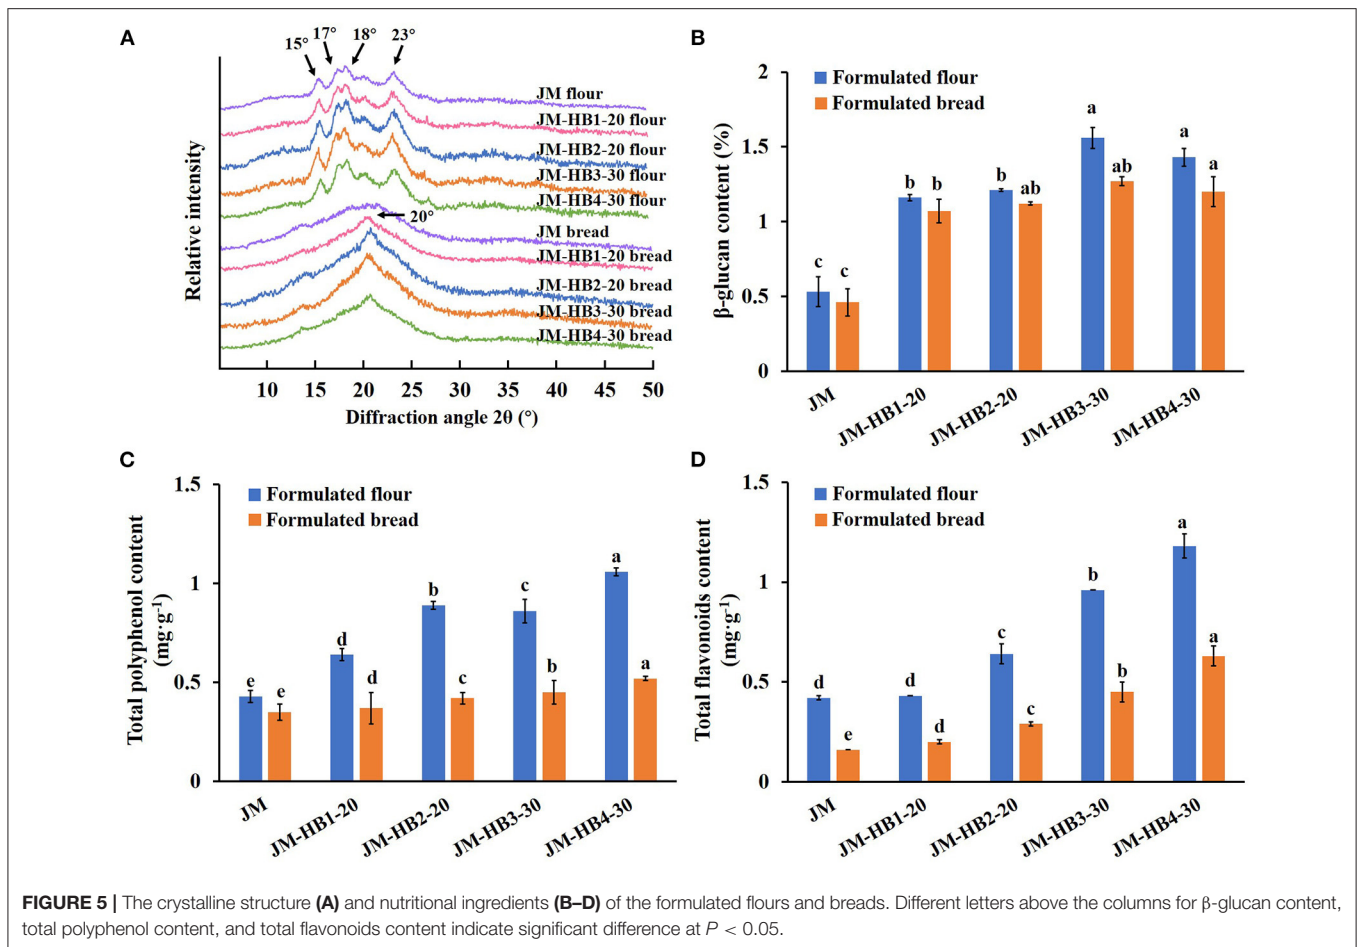 A
15°
17°
18°
23°
JM flour
JM-HB1-20 flour
JM-HB2-20 flour
JM-HB3-30 flour
JM-HB4-30 flour
20°
JM bread
JM-HB1-20 bread
JM-HB2-20 bread
JM-HB3-30 bread
JM-HB4-30 bread
Relative intensity
10 15 20 25 30 35 40 45 50
Diffraction angle 2θ (°)
B
Formulated flour
Formulated bread
β-glucan content (%)
2
1.5
1
0.5
0
c c b b b ab a ab a a
JM JM-HB1-20 JM-HB2-20 JM-HB3-30 JM-HB4-30
C
Formulated flour
Formulated bread
Total polyphenol content
(mg·g⁻¹)
1.5
1
0.5
0
e e d d b c c b a a
JM JM-HB1-20 JM-HB2-20 JM-HB3-30 JM-HB4-30
D
Formulated flour
Formulated bread
Total flavonoids content
(mg·g⁻¹)
1.5
1
0.5
0
d e d d c c b b a a
JM JM-HB1-20 JM-HB2-20 JM-HB3-30 JM-HB4-30
FIGURE 5 | The crystalline structure (A) and nutritional ingredients (B–D) of the formulated flours and breads. Different letters above the columns for β-glucan content,
total polyphenol content, and total flavonoids content indicate significant difference at P < 0.05.